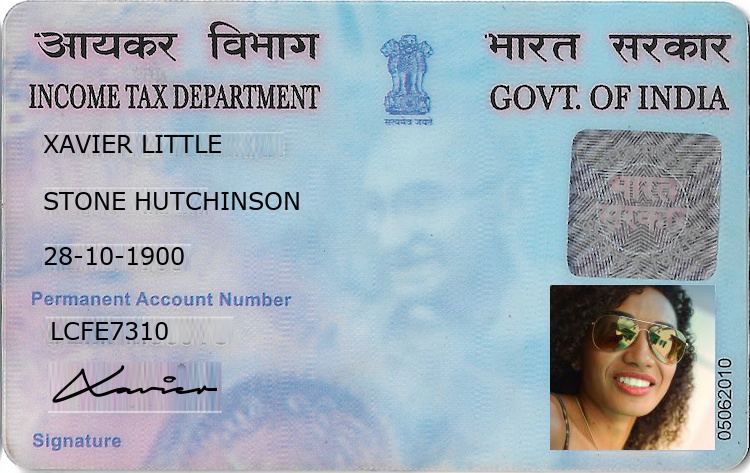 आयकर विभाग
भारत सरकार
INCOME TAX DEPARTMENT
GOVT. OF INDIA
सत्यमेव जयते
XAVIER LITTLE
STONE HUTCHINSON
28-10-1900
भारत
सरकार
Permanent Account Number
LCFE7310
Xavier
Signature
05062010